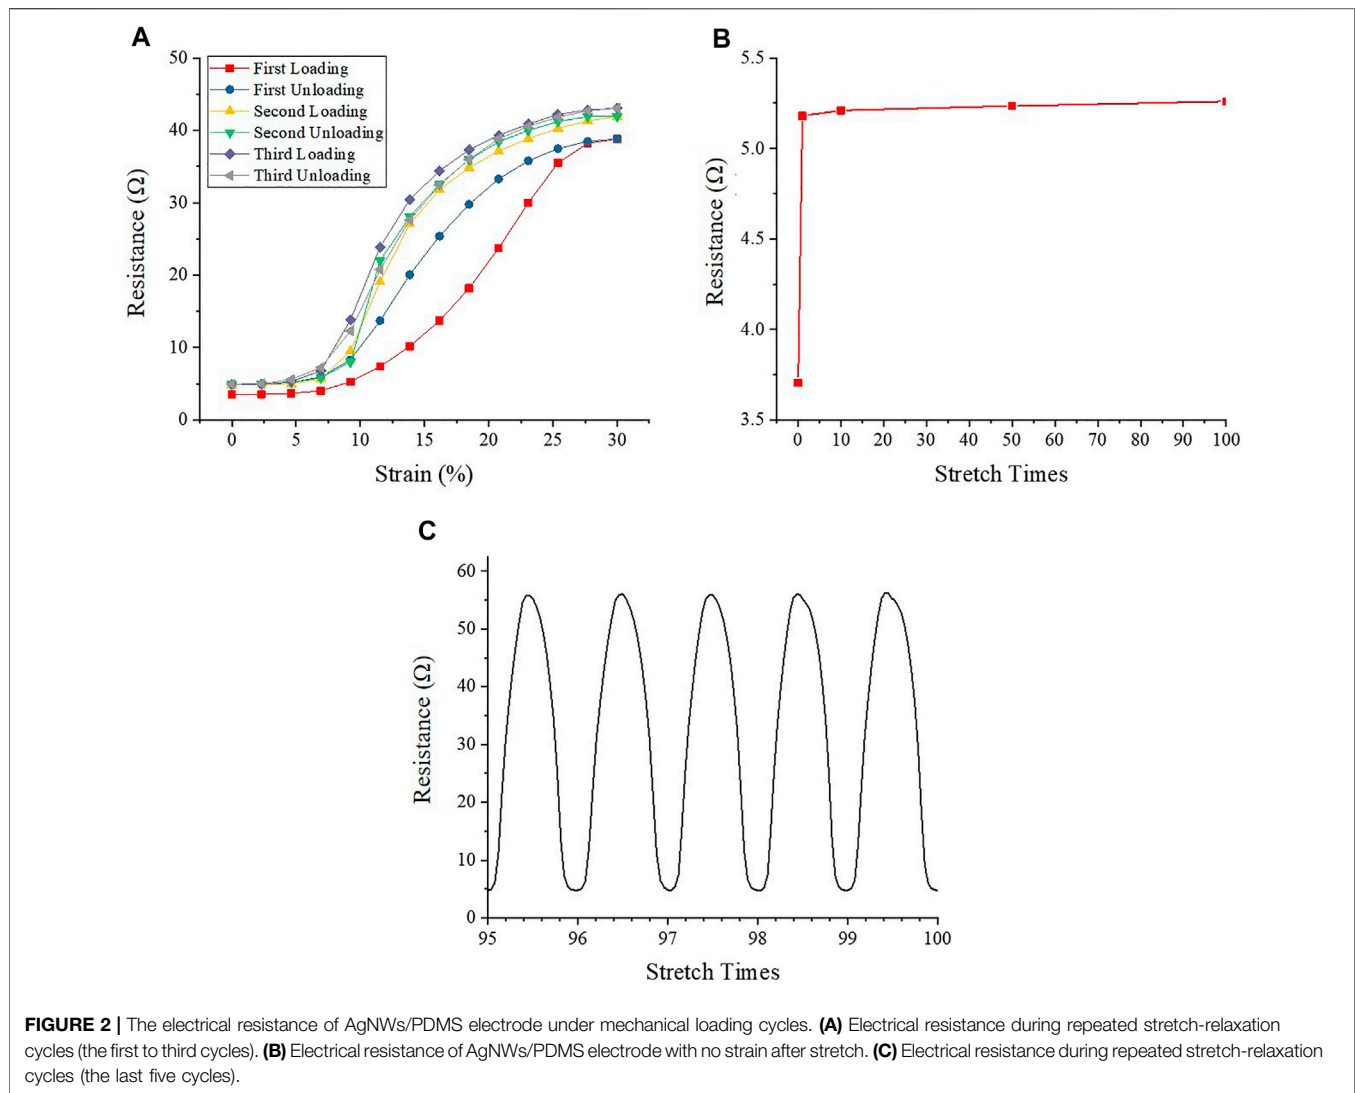 A
50
40
30
20
10
0
Resistance (Ω)
First Loading
First Unloading
Second Loading
Second Unloading
Third Loading
Third Unloading
0 5 10 15 20 25 30
Strain (%)
B
5.5
5.0
4.5
4.0
3.5
Resistance (Ω)
0 10 20 30 40 50 60 70 80 90 100
Stretch Times
C
60
50
40
30
20
10
0
Resistance (Ω)
95 96 97 98 99 100
Stretch Times
FIGURE 2 | The electrical resistance of AgNWs/PDMS electrode under mechanical loading cycles. (A) Electrical resistance during repeated stretch-relaxation
cycles (the first to third cycles). (B) Electrical resistance of AgNWs/PDMS electrode with no strain after stretch. (C) Electrical resistance during repeated stretch-relaxation
cycles (the last five cycles).